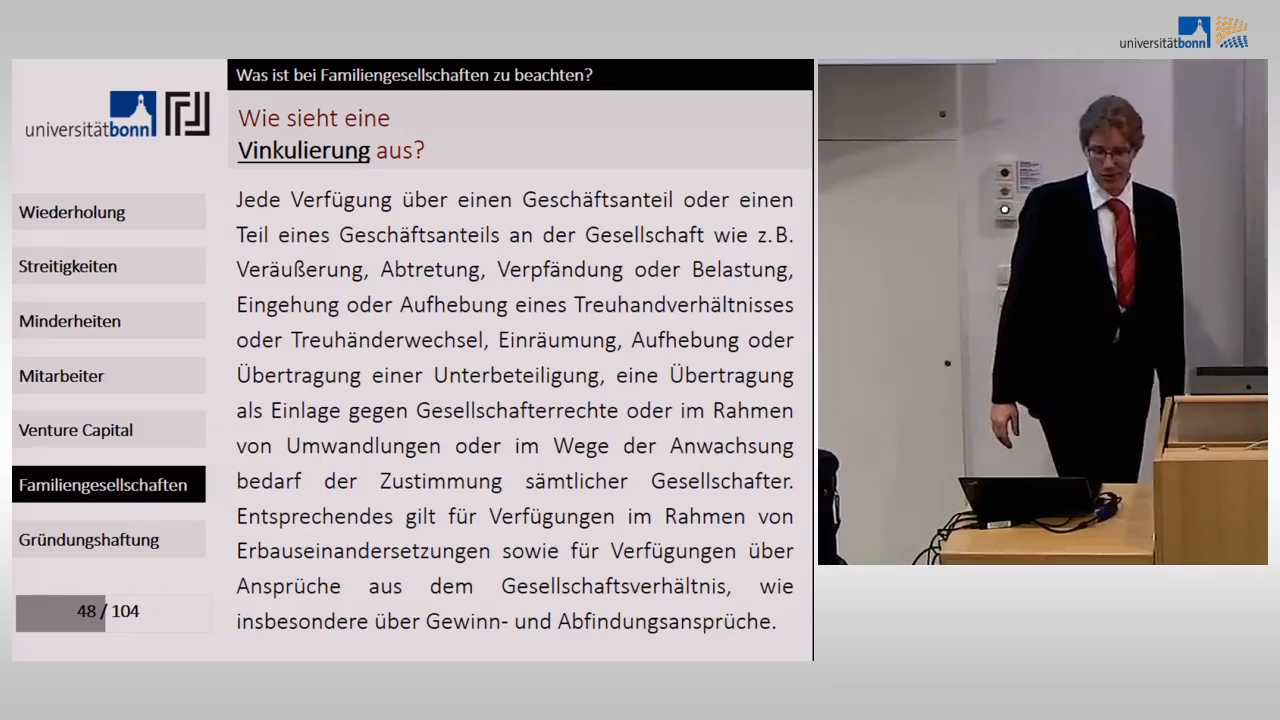 universitätbonn
Was ist bei Familiengesellschaften zu beachten?
universitätbonn
Wie sieht eine
Vinkulierung aus?
Wiederholung
Streitigkeiten
Minderheiten
Mitarbeiter
Venture Capital
Familiengesellschaften
Gründungshaftung
48 / 104
Jede Verfügung über einen Geschäftsanteil oder einen
Teil eines Geschäftsanteils an der Gesellschaft wie z. B.
Veräußerung, Abtretung, Verpfändung oder Belastung,
Eingehung oder Aufhebung eines Treuhandverhältnisses
oder Treuhänderwechsel, Einräumung, Aufhebung oder
Übertragung einer Unterbeteiligung, eine Übertragung
als Einlage gegen Gesellschafterrechte oder im Rahmen
von Umwandlungen oder im Wege der Anwachsung
bedarf der Zustimmung sämtlicher Gesellschafter.
Entsprechendes gilt für Verfügungen im Rahmen von
Erbauseinandersetzungen sowie für Verfügungen über
Ansprüche aus dem Gesellschaftsverhältnis, wie
insbesondere über Gewinn- und Abfindungsansprüche.